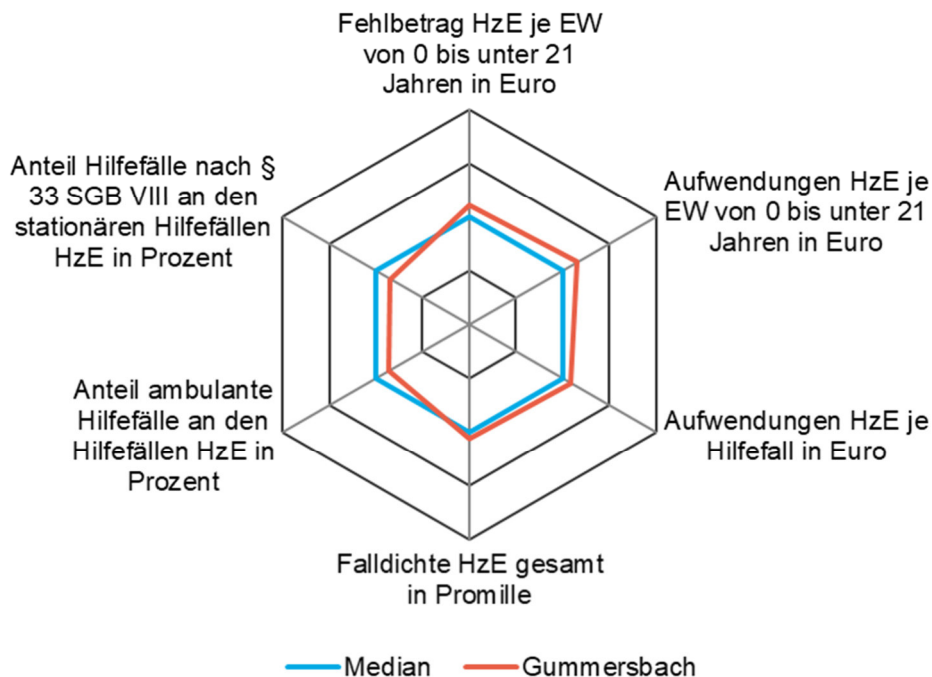 Fehlbetrag HzE je EW
von 0 bis unter 21
Jahren in Euro
Aufwendungen HzE je
EW von 0 bis unter 21
Jahren in Euro
Aufwendungen HzE je
Hilfefall in Euro
Falldichte HzE gesamt
in Promille
Anteil ambulante
Hilfefälle an den
Hilfefällen HzE in
Prozent
Anteil Hilfefälle nach §
33 SGB VIII an den
stationären Hilfefällen
HzE in Prozent
Median
Gummersbach